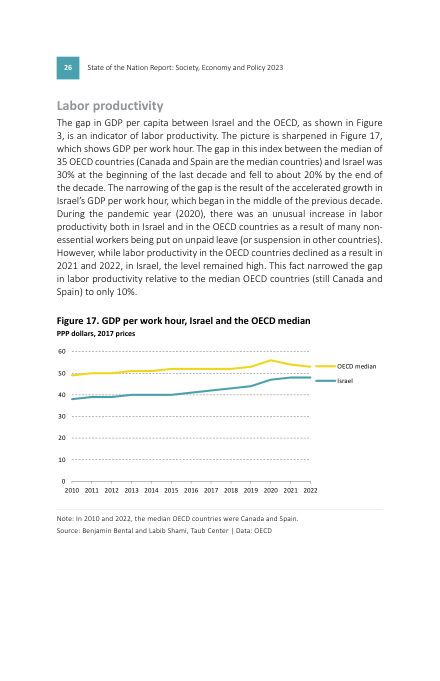 26
State of the Nation Report: Society, Economy and Policy 2023
Labor productivity
The gap in GDP per capita between Israel and the OECD, as shown in Figure
3, is an indicator of labor productivity. The picture is sharpened in Figure 17,
which shows GDP per work hour. The gap in this index between the median of
35 OECD countries (Canada and Spain are the median countries) and Israel was
30% at the beginning of the last decade and fell to about 20% by the end of
the decade. The narrowing of the gap is the result of the accelerated growth in
Israel's GDP per work hour, which began in the middle of the previous decade.
During the pandemic year (2020), there was an unusual increase in labor
productivity both in Israel and in the OECD countries as a result of many non-
essential workers being put on unpaid leave (or suspension in other countries).
However, while labor productivity in the OECD countries declined as a result in
2021 and 2022, in Israel, the level remained high. This fact narrowed the gap
in labor productivity relative to the median OECD countries (still Canada and
Spain) to only 10%.
Figure 17. GDP per work hour, Israel and the OECD median
PPP dollars, 2017 prices
60
50
40
30
20
10
0
2010 2011 2012 2013 2014 2015 2016 2017 2018 2019 2020 2021 2022
OECD median
Israel
Note: In 2010 and 2022, the median OECD countries were Canada and Spain.
Source: Benjamin Bental and Labib Shami, Taub Center | Data: OECD